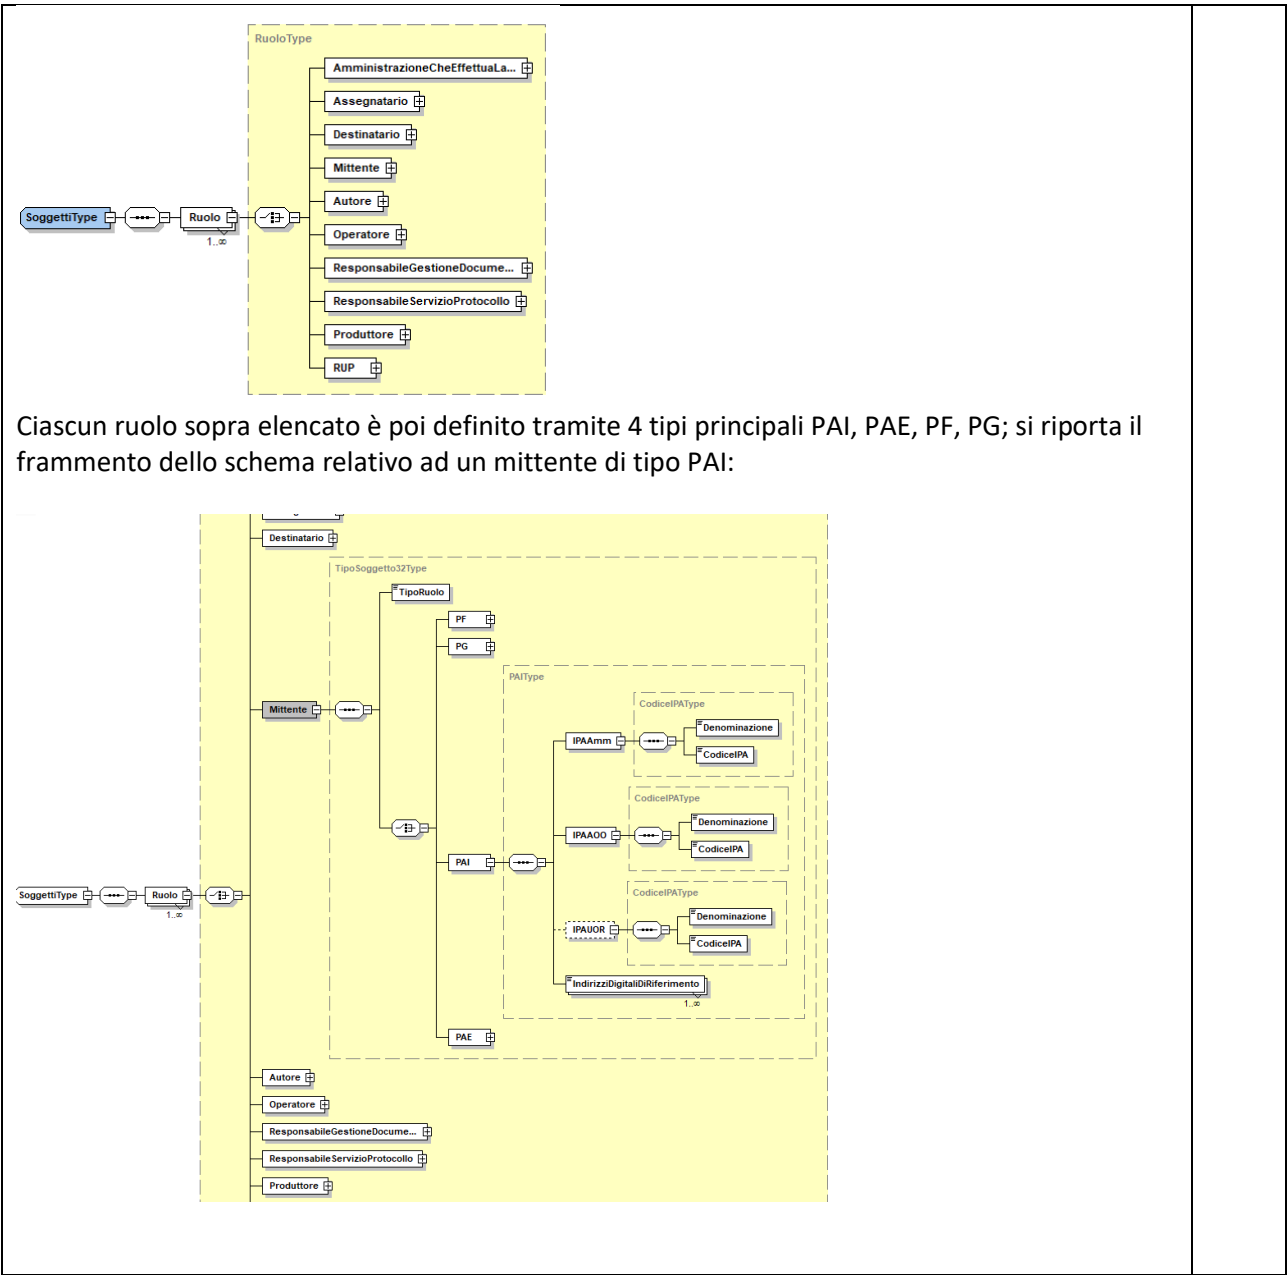 RuoloType
AmministrazioneCheEffettuaLa...
Assegnatario
Destinatario
Mittente
Autore
SoggettiType
Ruolo
1..∞
Operatore
ResponsabileGestioneDocume...
ResponsabileServizioProtocollo
Produttore
RUP
Ciascun ruolo sopra elencato è poi definito tramite 4 tipi principali PAI, PAE, PF, PG; si riporta il
frammento dello schema relativo ad un mittente di tipo PAI:
Destinatario
TipoSoggetto32Type
TipoRuolo
PF
PG
PAIType
CodiceIPAType
Mittente
IPAAmm
Denominazione
CodiceIPA
CodiceIPAType
IPAAOO
Denominazione
CodiceIPA
PAI
SoggettiType
Ruolo
1..∞
CodiceIPAType
IPAUOR
Denominazione
CodiceIPA
IndirizziDigitaliDiRiferimento
1..∞
PAE
Autore
Operatore
ResponsabileGestioneDocume...
ResponsabileServizioProtocollo
Produttore